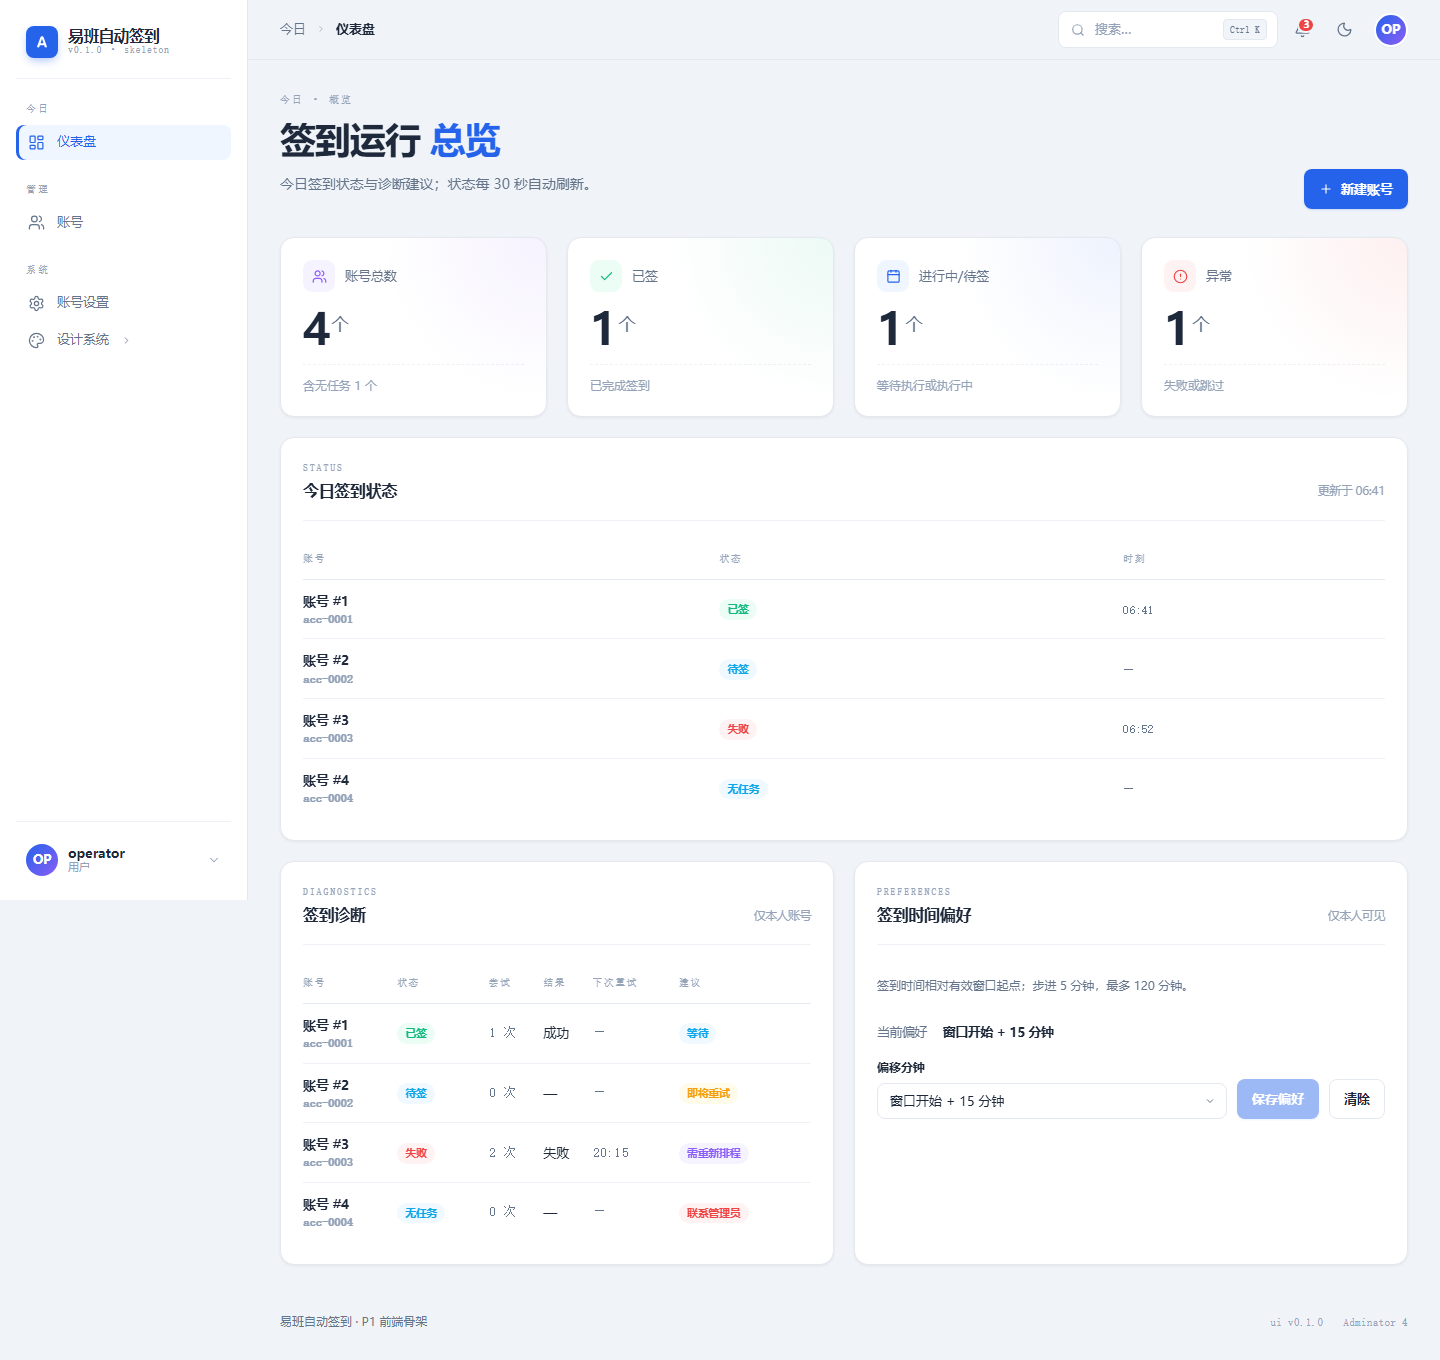 A
易班自动签到
v0.1.0 • skeleton
今日
仪表盘
管理
账号
系统
账号设置
设计系统
OP
operator
用户
今日 › 仪表盘
搜索...
Ctrl K
3
OP
今日 • 概览
签到运行 总览
今日签到状态与诊断建议；状态每 30 秒自动刷新。
+ 新建账号
账号总数
4个
含无任务 1 个
已签
1个
已完成签到
进行中/待签
1个
等待执行或执行中
异常
1个
失败或跳过
STATUS
今日签到状态
更新于 06:41
账号 状态 时刻
账号 #1
acc-0001
已签
06:41
账号 #2
acc-0002
待签
—
账号 #3
acc-0003
失败
06:52
账号 #4
acc-0004
无任务
—
DIAGNOSTICS
签到诊断
仅本人账号
账号 状态 尝试 结果 下次重试 建议
账号 #1
acc-0001
已签 1 次 成功 — 等待
账号 #2
acc-0002
待签 0 次 — — 即将重试
账号 #3
acc-0003
失败 2 次 失败 20:15 需重新排程
账号 #4
acc-0004
无任务 0 次 — — 联系管理员
PREFERENCES
签到时间偏好
仅本人可见
签到时间相对有效窗口起点；步进 5 分钟，最多 120 分钟。
当前偏好 窗口开始 + 15 分钟
偏移分钟
窗口开始 + 15 分钟
保存偏好
清除
易班自动签到 · P1 前端骨架
ui v0.1.0 Adminator 4